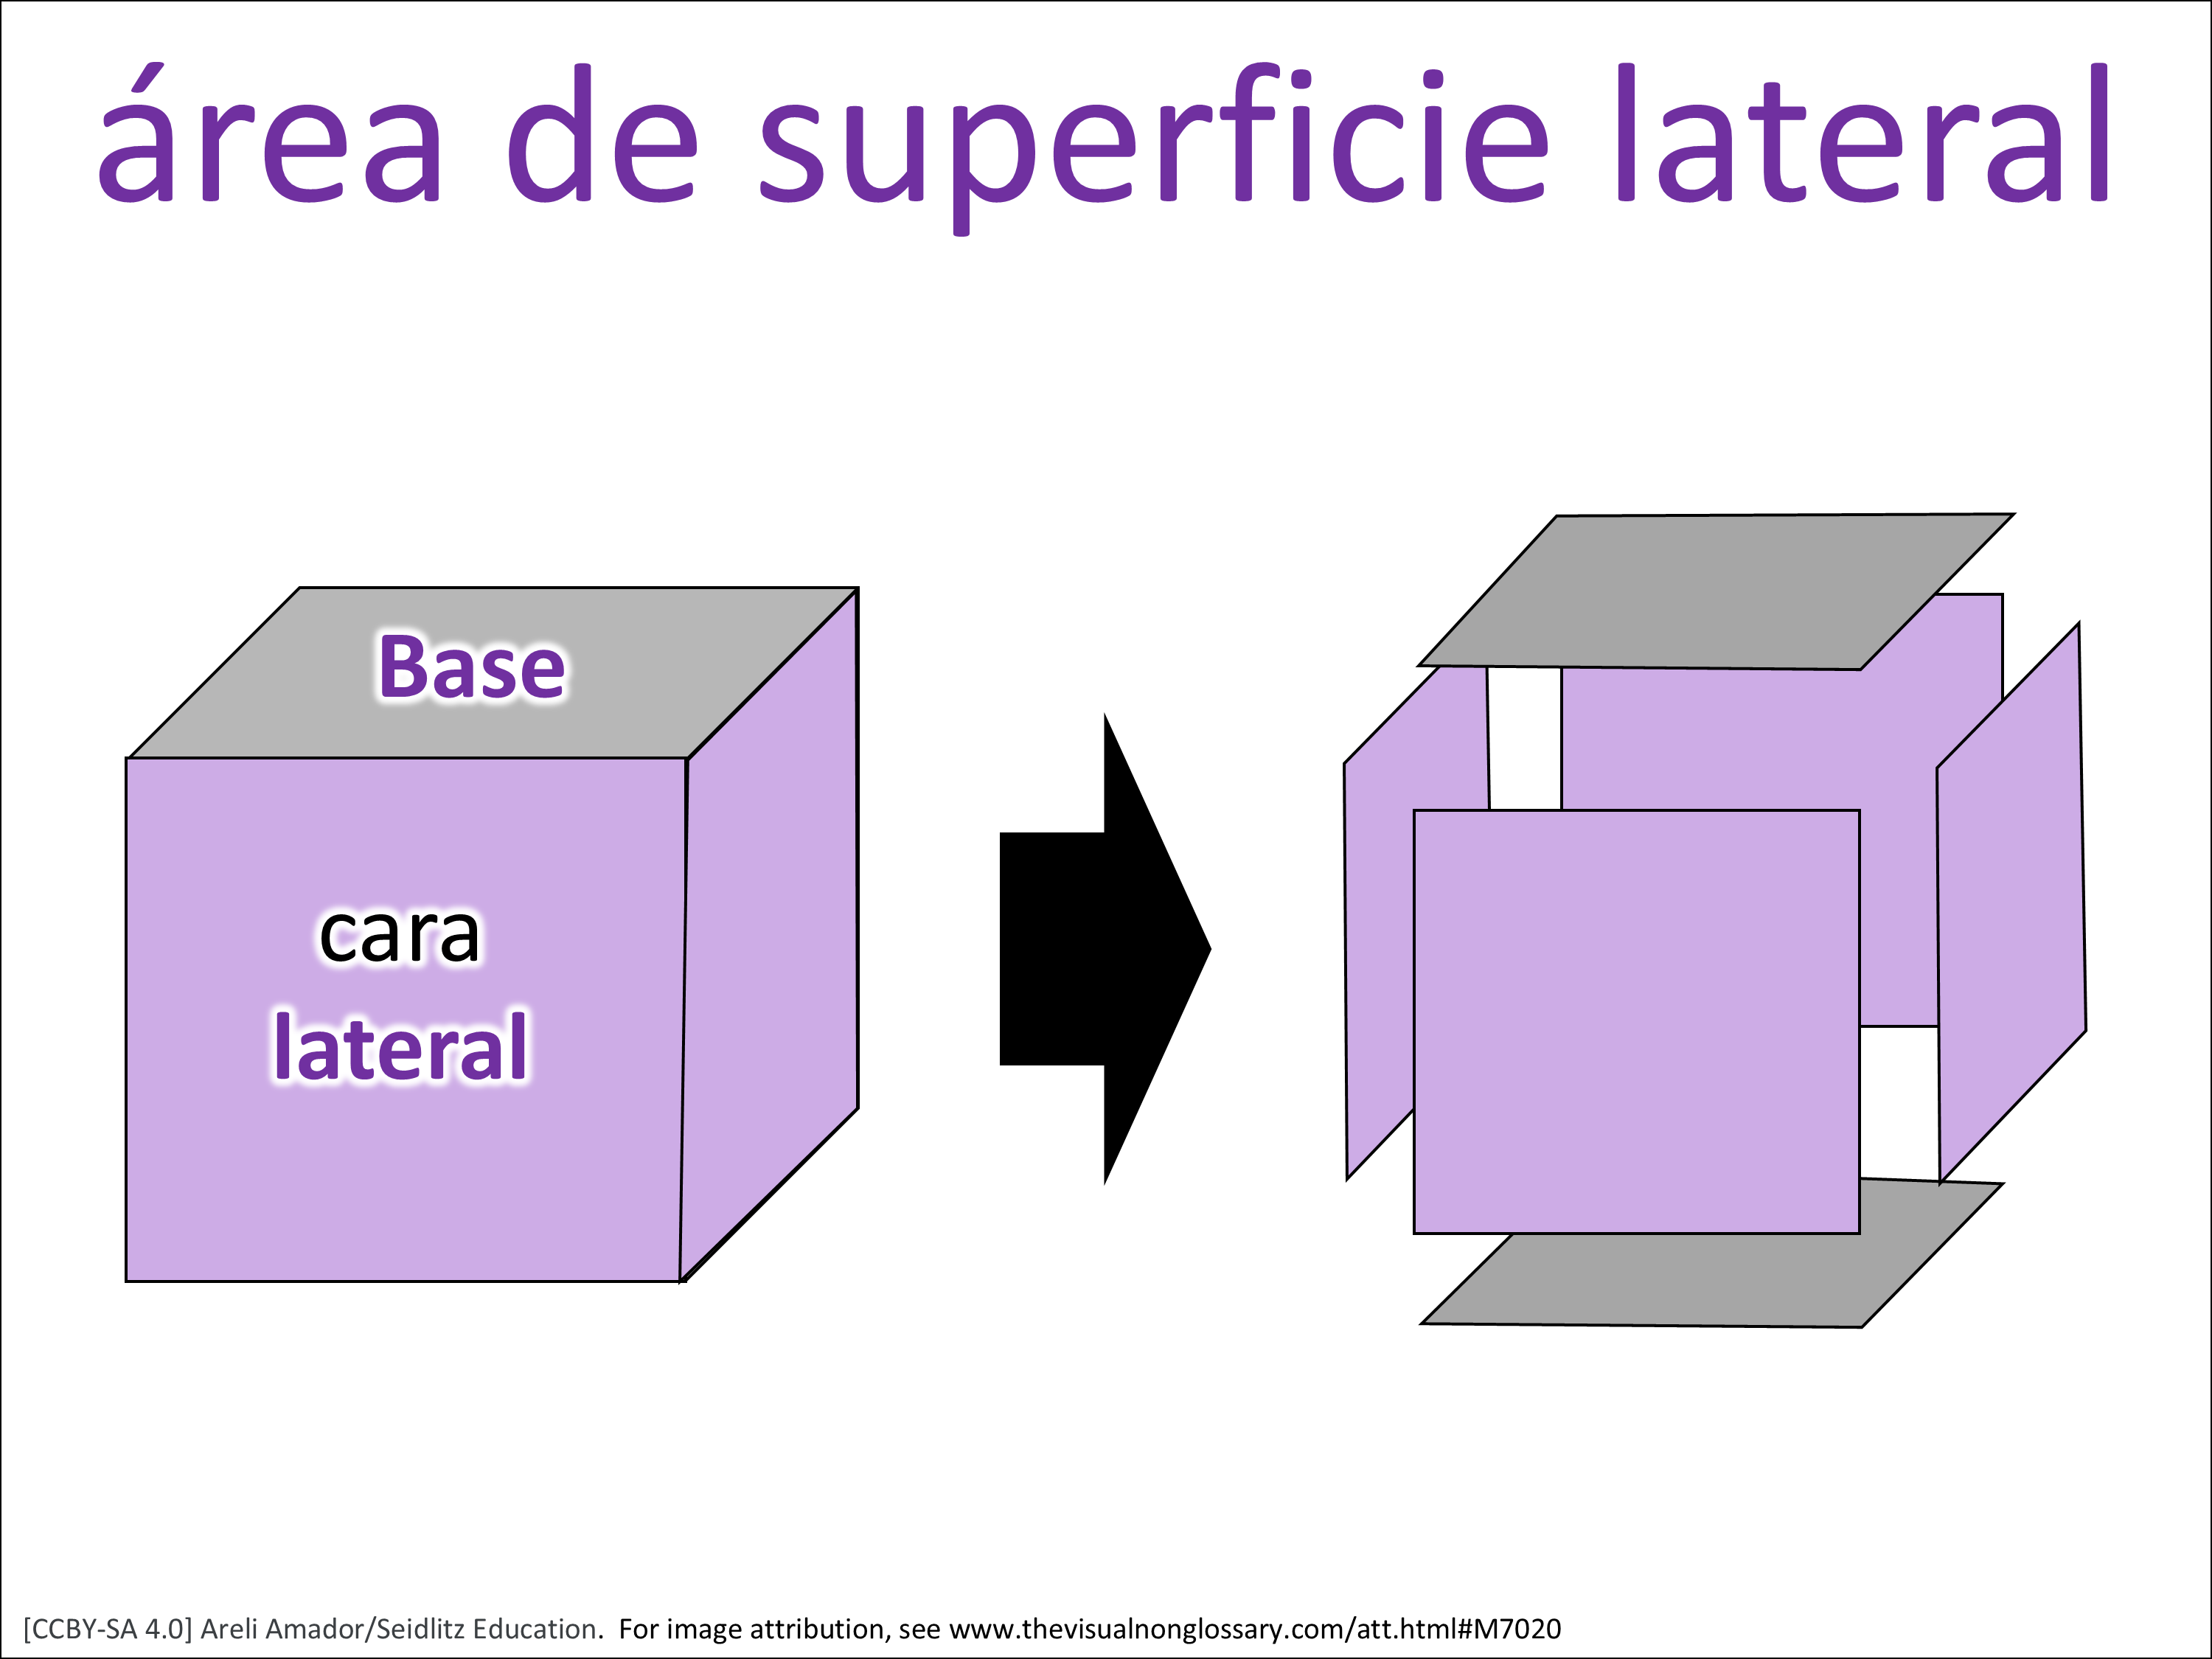 área de superficie lateral
Base
cara
lateral
[CCBY-SA 4.0] Areli Amador/Seidlitz Education.  For image attribution, see www.thevisualnonglossary.com/att.html#M7020